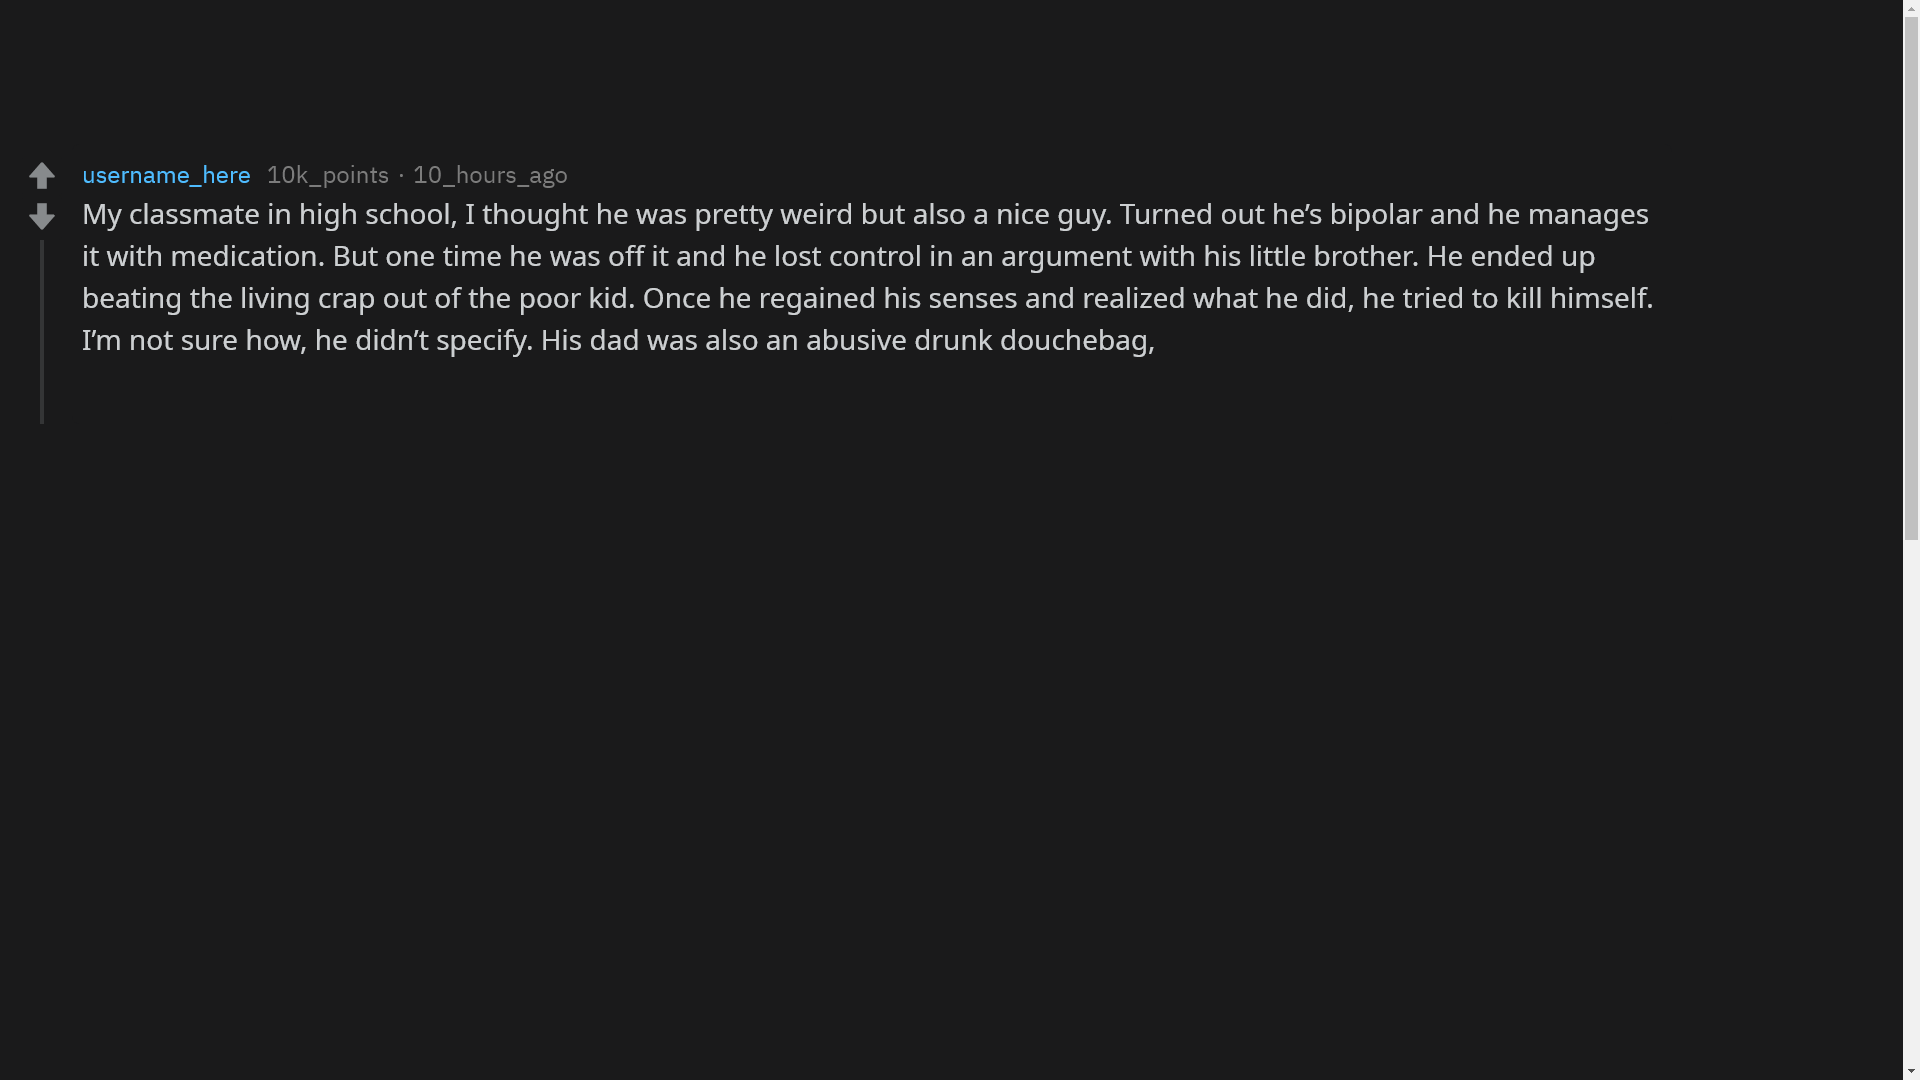 username_here 10k_points · 10_hours_ago
My classmate in high school, I thought he was pretty weird but also a nice guy. Turned out he’s bipolar and he manages
it with medication. But one time he was off it and he lost control in an argument with his little brother. He ended up
beating the living crap out of the poor kid. Once he regained his senses and realized what he did, he tried to kill himself.
I’m not sure how, he didn’t specify. His dad was also an abusive drunk douchebag,